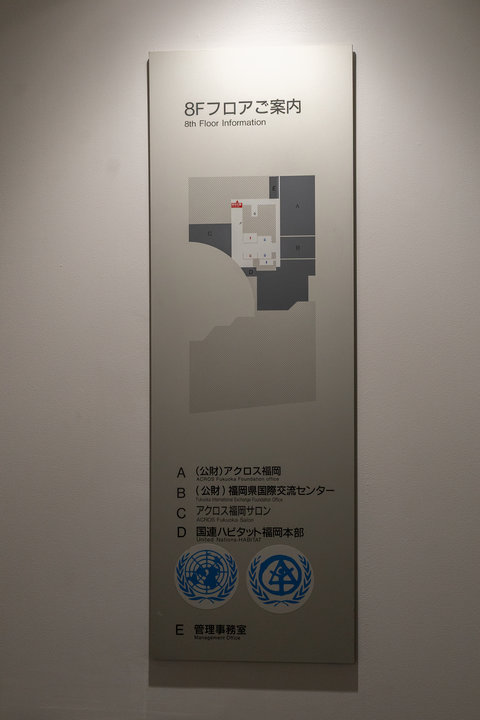 8Fフロアご案内
8th Floor Information
E
A
C
B
D
A (公財)アクロス福岡
ACROS Fukuoka Foundation office
B (公財)福岡県国際交流センター
Fukuoka International Exchange Foundation Office
C アクロス福岡サロン
ACROS Fukuoka Salon
D 国連ハビタット福岡本部
United Nations HABITAT
E 管理事務室
Management Office